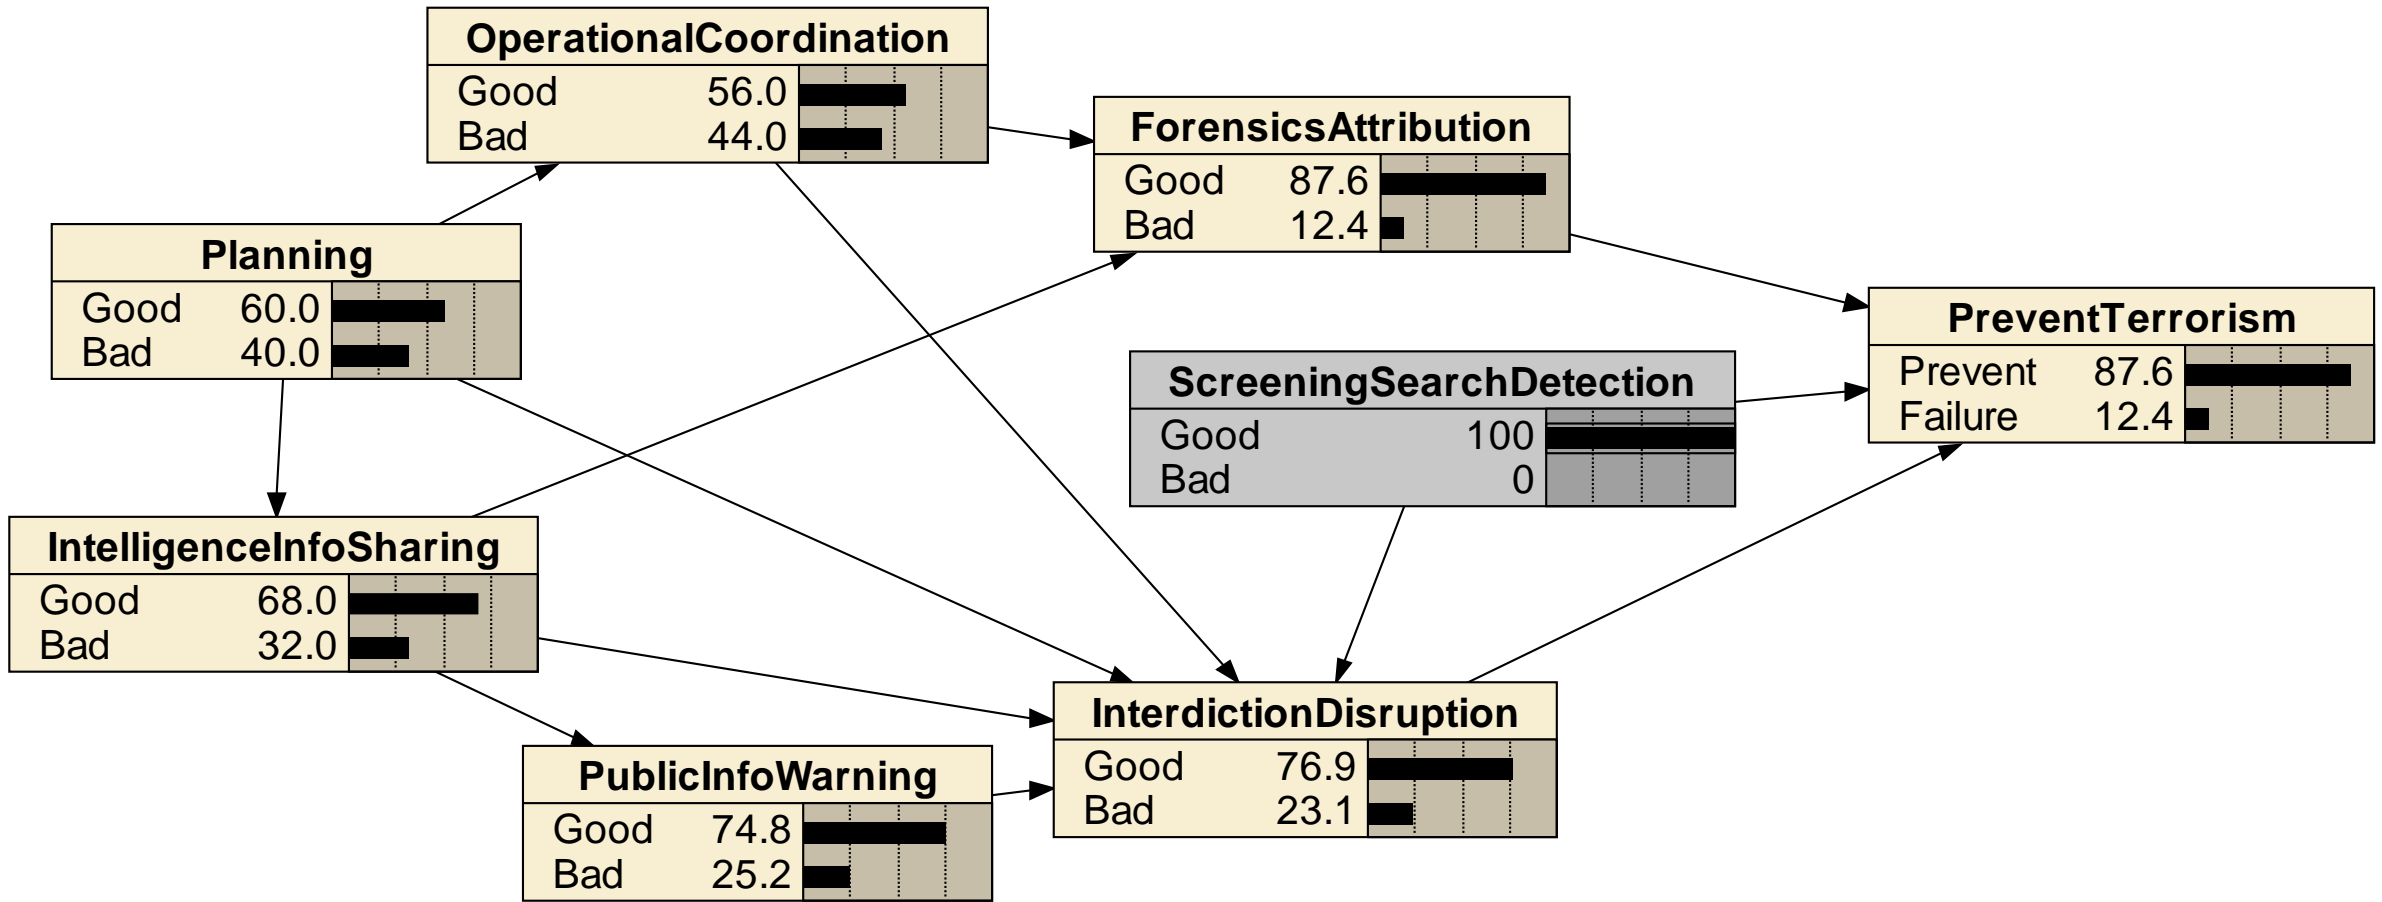 OperationalCoordination
Good 56.0
Bad 44.0
ForensicsAttribution
Good 87.6
Bad 12.4
Planning
Good 60.0
Bad 40.0
PreventTerrorism
Prevent 87.6
Failure 12.4
ScreeningSearchDetection
Good 100
Bad 0
IntelligenceInfoSharing
Good 68.0
Bad 32.0
InterdictionDisruption
Good 76.9
Bad 23.1
PublicInfoWarning
Good 74.8
Bad 25.2